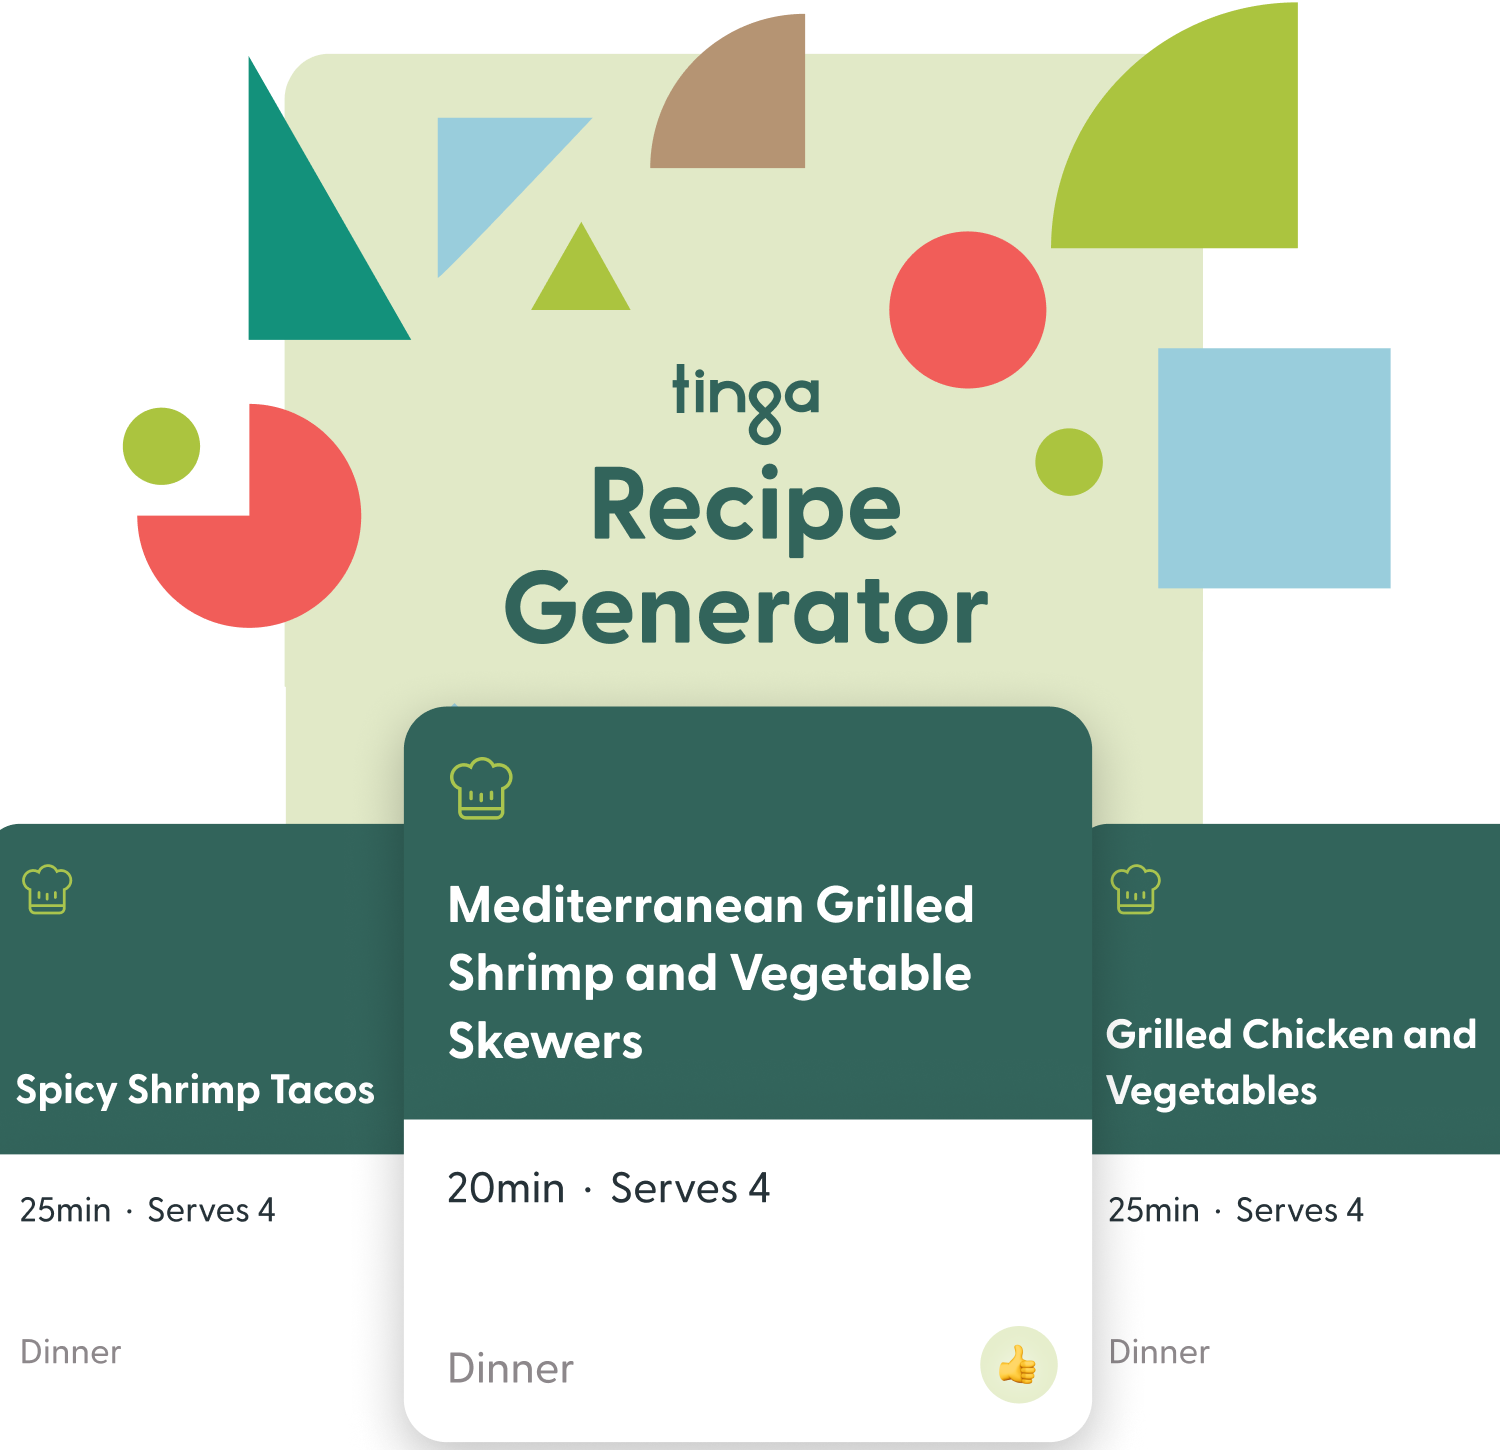 tinga
Recipe
Generator
Mediterranean Grilled
Shrimp and Vegetable
Skewers
20min · Serves 4
Dinner
Spicy Shrimp Tacos
25min · Serves 4
Dinner
Grilled Chicken and
Vegetables
25min · Serves 4
Dinner